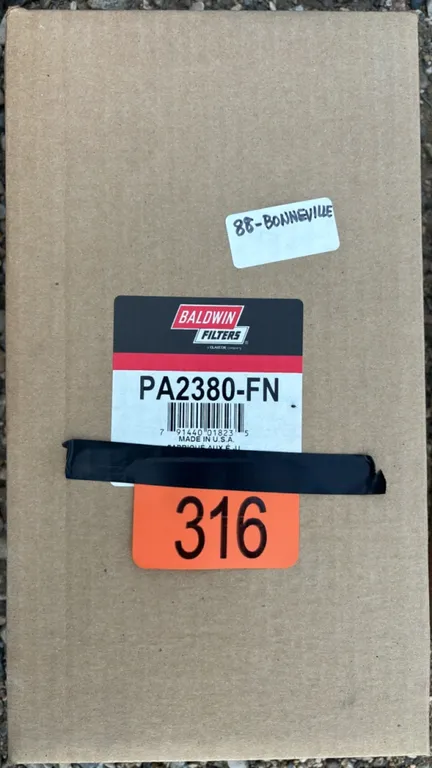 88-BONNEVILLE
BALDWIN
FILTERS
PA2380-FN
7 91440 01823 5
MADE IN U.S.A.
316